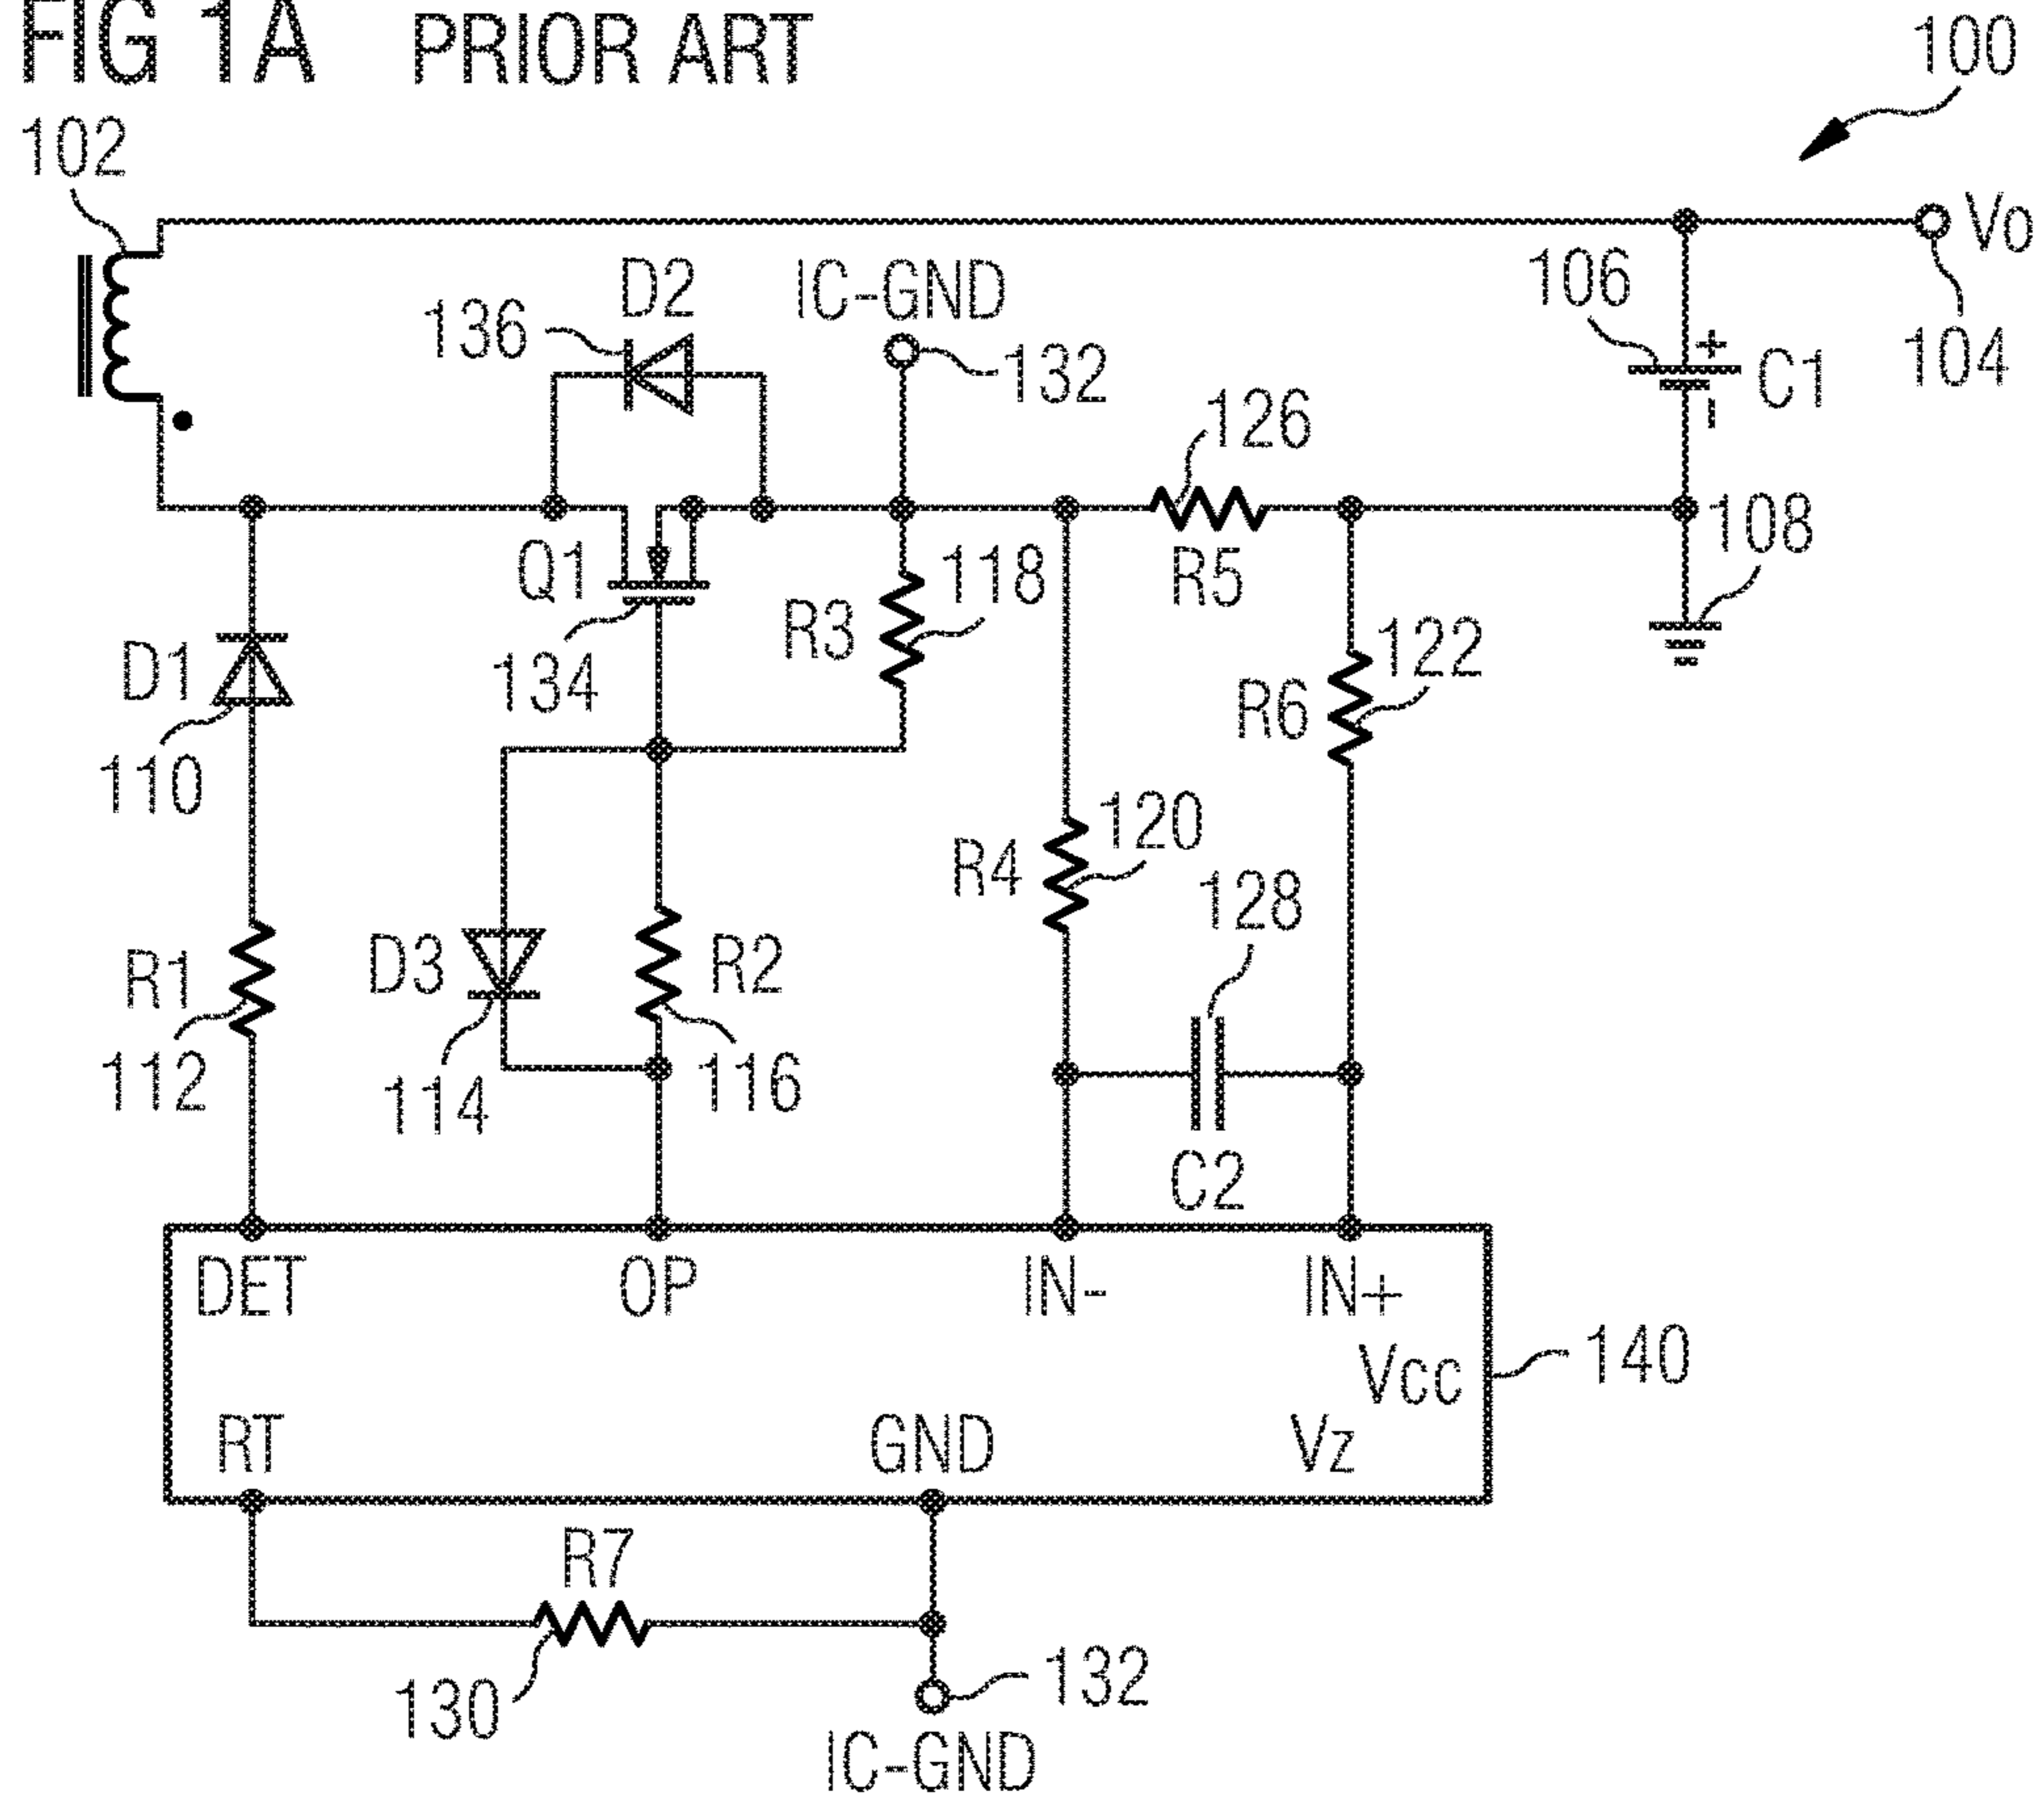 FIG 1A PRIOR ART
100
102
Vo
104
106
+
C1
-
D2
136
IC-GND
132
126
R5
108
Q1
134
R3
118
122
R6
D1
110
R4
120
128
D3
R2
R1
112
114
116
C2
DET
OP
IN-
IN+
Vcc
140
RT
GND
Vz
R7
130
132
IC-GND